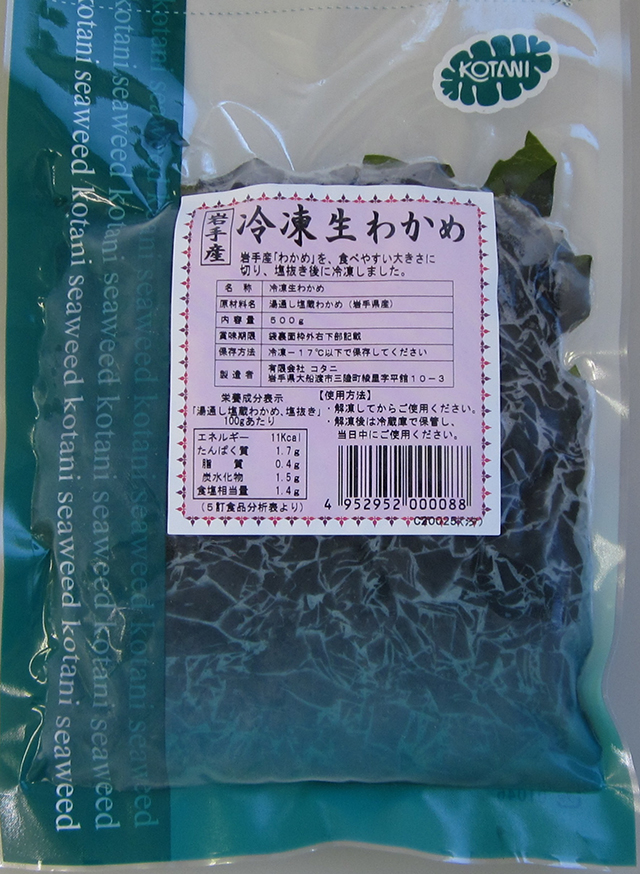 KOTANI
kotani seaweed kotani seaweed kotani seaweed
kotani seaweed kotani seaweed kotani seaweed
kotani seaweed kotani seaweed kotani seaweed
岩手産 冷凍生わかめ
岩手産「わかめ」を、食べやすい大きさに
切り、塩抜き後に冷凍しました。
名 称 冷凍生わかめ
原材料名 湯通し塩蔵わかめ（岩手県産）
内容量 500g
賞味期限 袋裏面枠外右下部記載
保存方法 冷凍-17℃以下で保存してください
製造者 有限会社 コタニ
岩手県大船渡市三陸町綾里字平舘10-3
栄養成分表示
「湯通し塩蔵わかめ、塩抜き」
100gあたり
エネルギー 11Kcal
たんぱく質 1.7g
脂 質 0.4g
炭水化物 1.5g
食塩相当量 1.4g
（5訂食品分析表より）
【使用方法】
・解凍してからご使用ください。
・解凍後は冷蔵庫で保管し、
当日中にご使用ください。
4 952952 000088